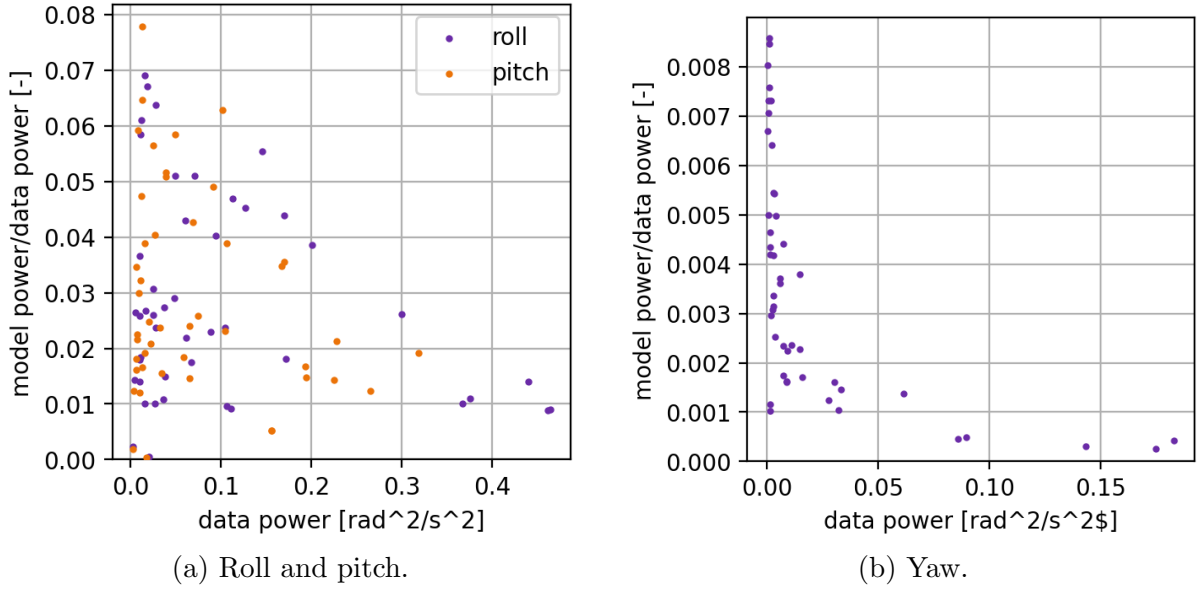 0.08
0.07
0.06
0.05
0.04
0.03
0.02
0.01
0.00
model power/data power [-]
roll
pitch
0.0 0.1 0.2 0.3 0.4
data power [rad^2/s^2]
(a) Roll and pitch.
0.008
0.007
0.006
0.005
0.004
0.003
0.002
0.001
0.000
model power/data power [-]
0.00 0.05 0.10 0.15
data power [rad^2/s^2$]
(b) Yaw.